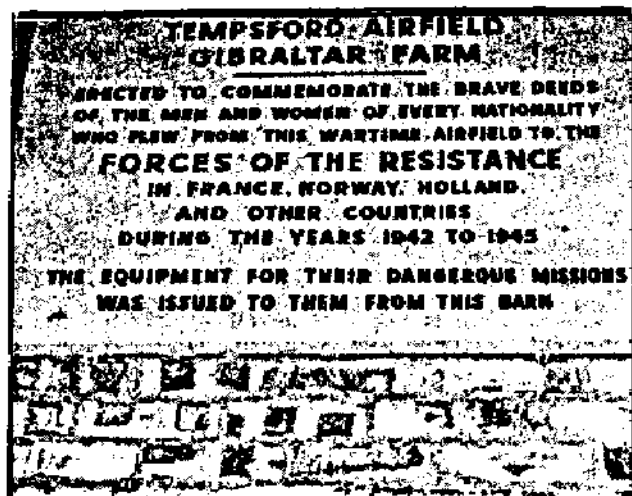 TEMPSFORD AIRFIELD
GIBRALTAR FARM
ERECTED TO COMMEMORATE THE BRAVE DEEDS
OF THE MEN AND WOMEN OF EVERY NATIONALITY
WHO FLEW FROM THIS WARTIME AIRFIELD TO THE
FORCES OF THE RESISTANCE
IN FRANCE, NORWAY, HOLLAND,
AND OTHER COUNTRIES
DURING THE YEARS 1942 TO 1945
THE EQUIPMENT FOR THEIR DANGEROUS MISSIONS
WAS ISSUED TO THEM FROM THIS BARN